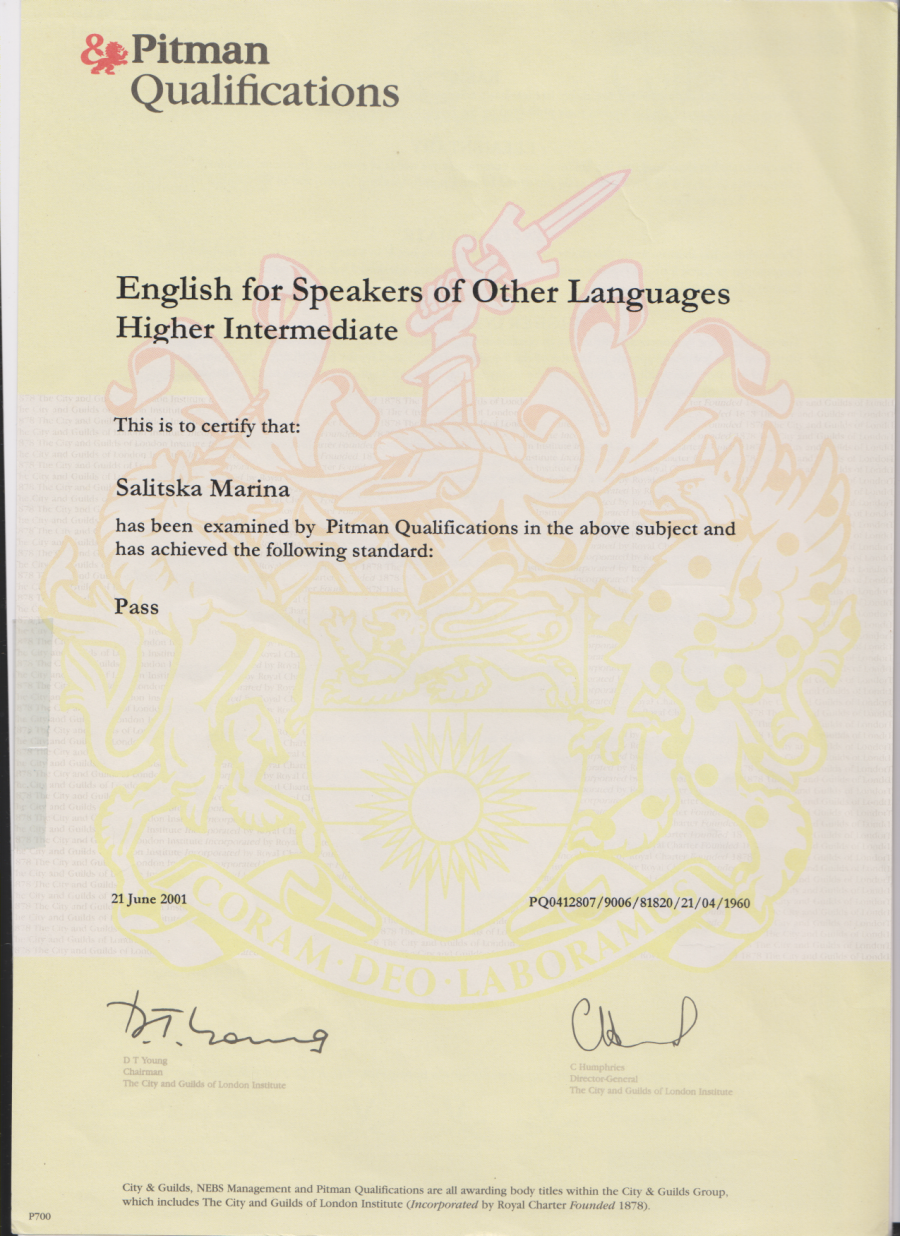 & Pitman
Qualifications
English for Speakers of Other Languages
Higher Intermediate
This is to certify that:
Salitska Marina
has been examined by Pitman Qualifications in the above subject and
has achieved the following standard:
Pass
21 June 2001
PQ0412807/9006/81820/21/04/1960
CORAM · DEO · LABORAMUS
D.T. Young
D T Young
Chairman
The City and Guilds of London Institute
C Humphries
Director-General
The City and Guilds of London Institute
City & Guilds, NEBS Management and Pitman Qualifications are all awarding body titles within the City & Guilds Group,
which includes The City and Guilds of London Institute (Incorporated by Royal Charter Founded 1878).
P700